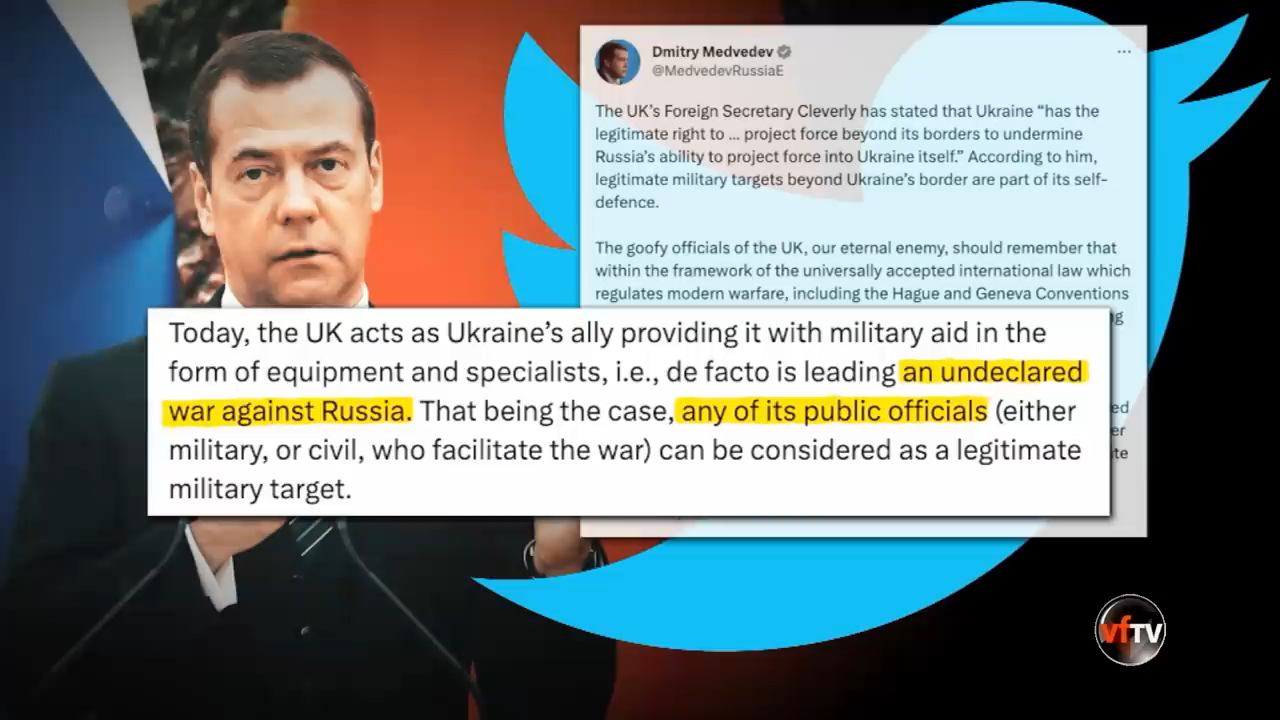 Dmitry Medvedev
@MedvedevRussiaE
The UK’s Foreign Secretary Cleverly has stated that Ukraine “has the
legitimate right to ... project force beyond its borders to undermine
Russia’s ability to project force into Ukraine itself.” According to him,
legitimate military targets beyond Ukraine’s border are part of its self-
defence.
The goofy officials of the UK, our eternal enemy, should remember that
within the framework of the universally accepted international law which
regulates modern warfare, including the Hague and Geneva Conventions
Today, the UK acts as Ukraine’s ally providing it with military aid in the
form of equipment and specialists, i.e., de facto is leading an undeclared
war against Russia. That being the case, any of its public officials (either
military, or civil, who facilitate the war) can be considered as a legitimate
military target.
vfTV